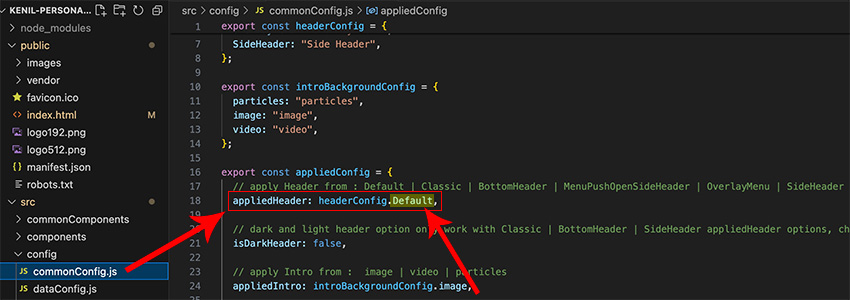 KENIL-PERSONA...
node_modules
public
images
vendor
favicon.ico
index.html M
logo192.png
logo512.png
manifest.json
robots.txt
src
commonComponents
components
config
JS commonConfig.js
JS dataConfig.js
src > config > JS commonConfig.js > appliedConfig
1 export const headerConfig = {
7 SideHeader: "Side Header",
8 };
9
10 export const introBackgroundConfig = {
11 particles: "particles",
12 image: "image",
13 video: "video",
14 };
15
16 export const appliedConfig = {
17 // apply Header from : Default | Classic | BottomHeader | MenuPushOpenSideHeader | OverlayMenu | SideHeader
18 appliedHeader: headerConfig.Default,
19
20 // dark and light header option only work with Classic | BottomHeader | SideHeader appliedHeader options, ch
21 isDarkHeader: false,
22
23 // apply Intro from : image | video | particles
24 appliedIntro: introBackgroundConfig.image,